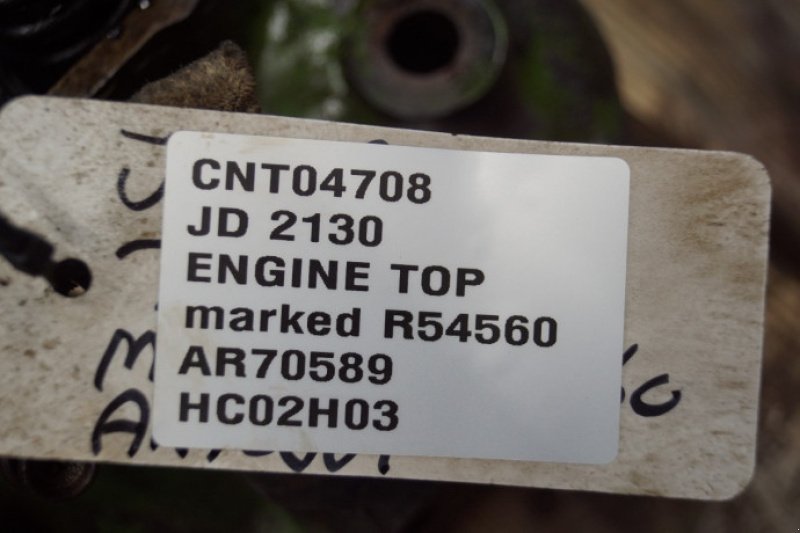 CNT04708
JD 2130
ENGINE TOP
marked R54560
AR70589
HC02H03